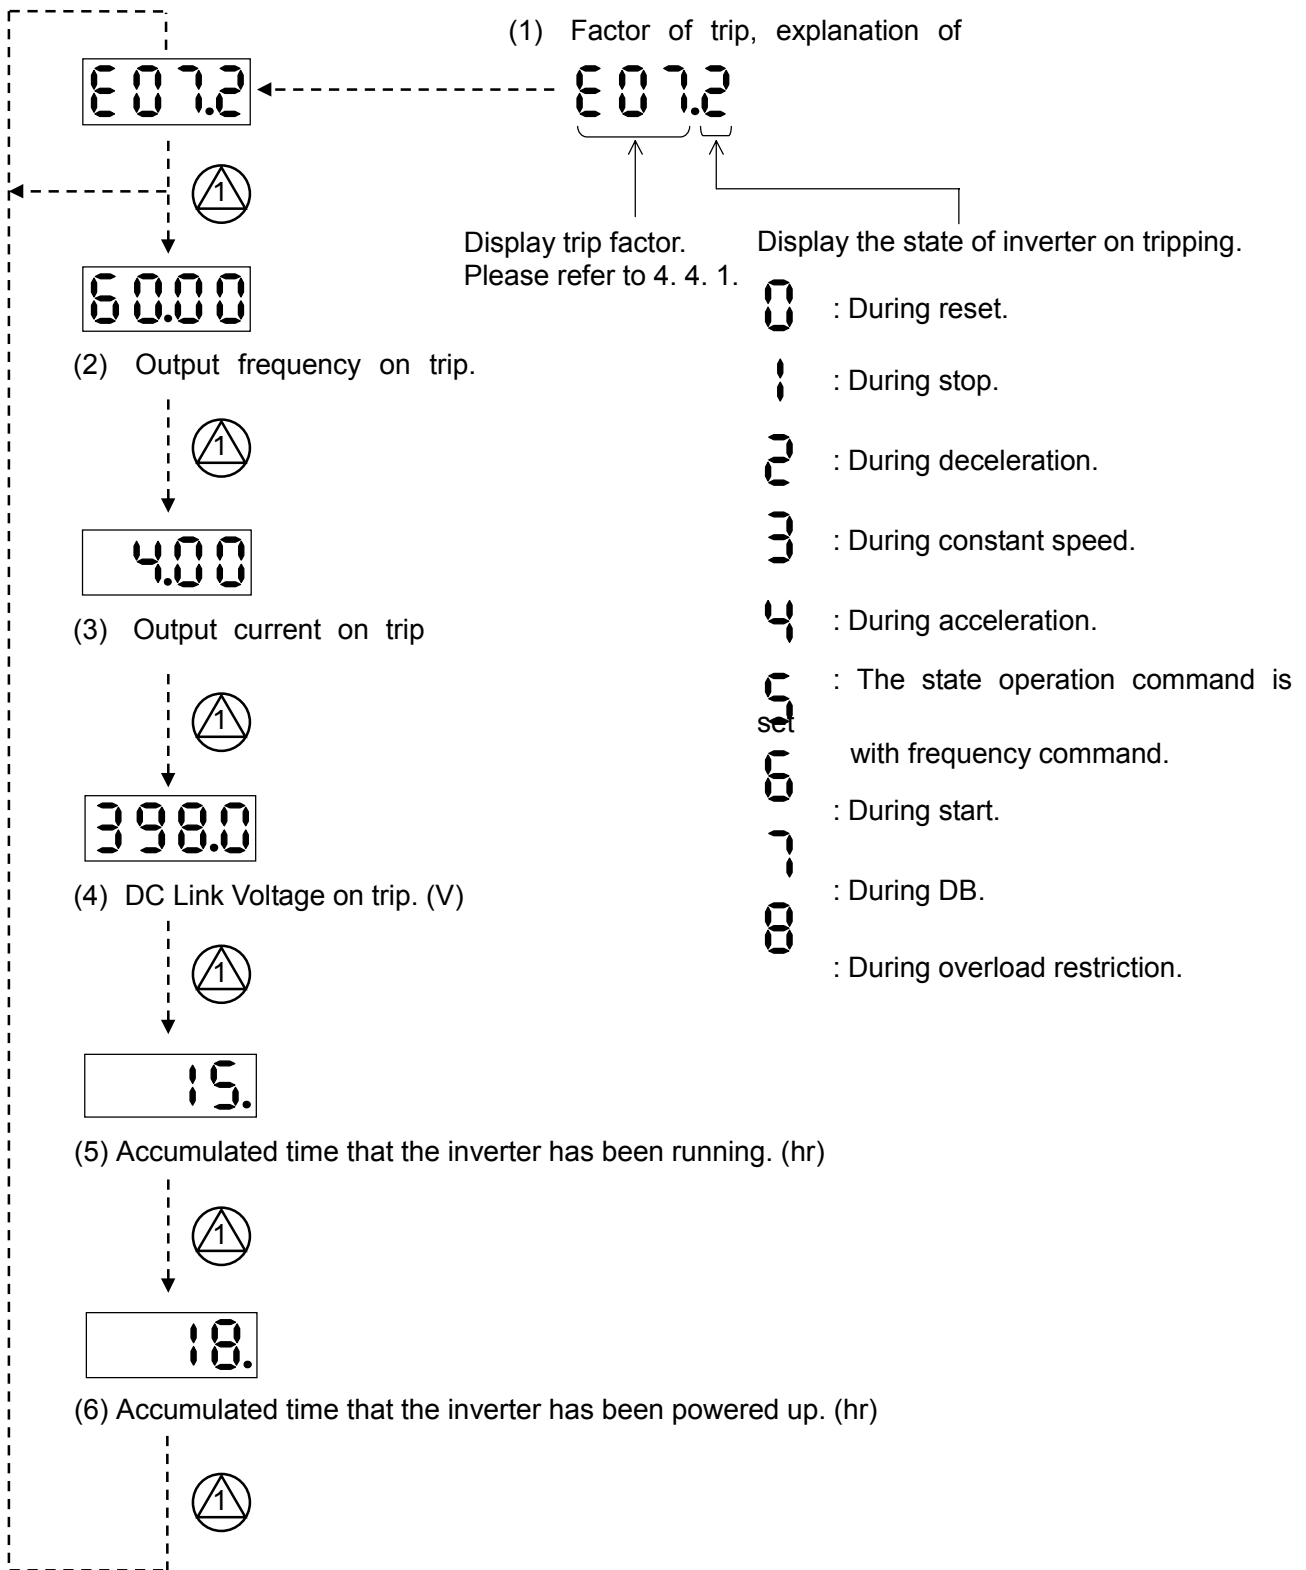 (1) Factor of trip, explanation of
E07.2
E07.2
1
Display trip factor.
Please refer to 4. 4. 1.
Display the state of inverter on tripping.
60.00
0 : During reset.
(2) Output frequency on trip.
1 : During stop.
1
2 : During deceleration.
4.00
3 : During constant speed.
(3) Output current on trip
4 : During acceleration.
5 : The state operation command is
set
with frequency command.
1
6 : During start.
398.0
7 : During DB.
(4) DC Link Voltage on trip. (V)
8 : During overload restriction.
1
15.
(5) Accumulated time that the inverter has been running. (hr)
1
18.
(6) Accumulated time that the inverter has been powered up. (hr)
1